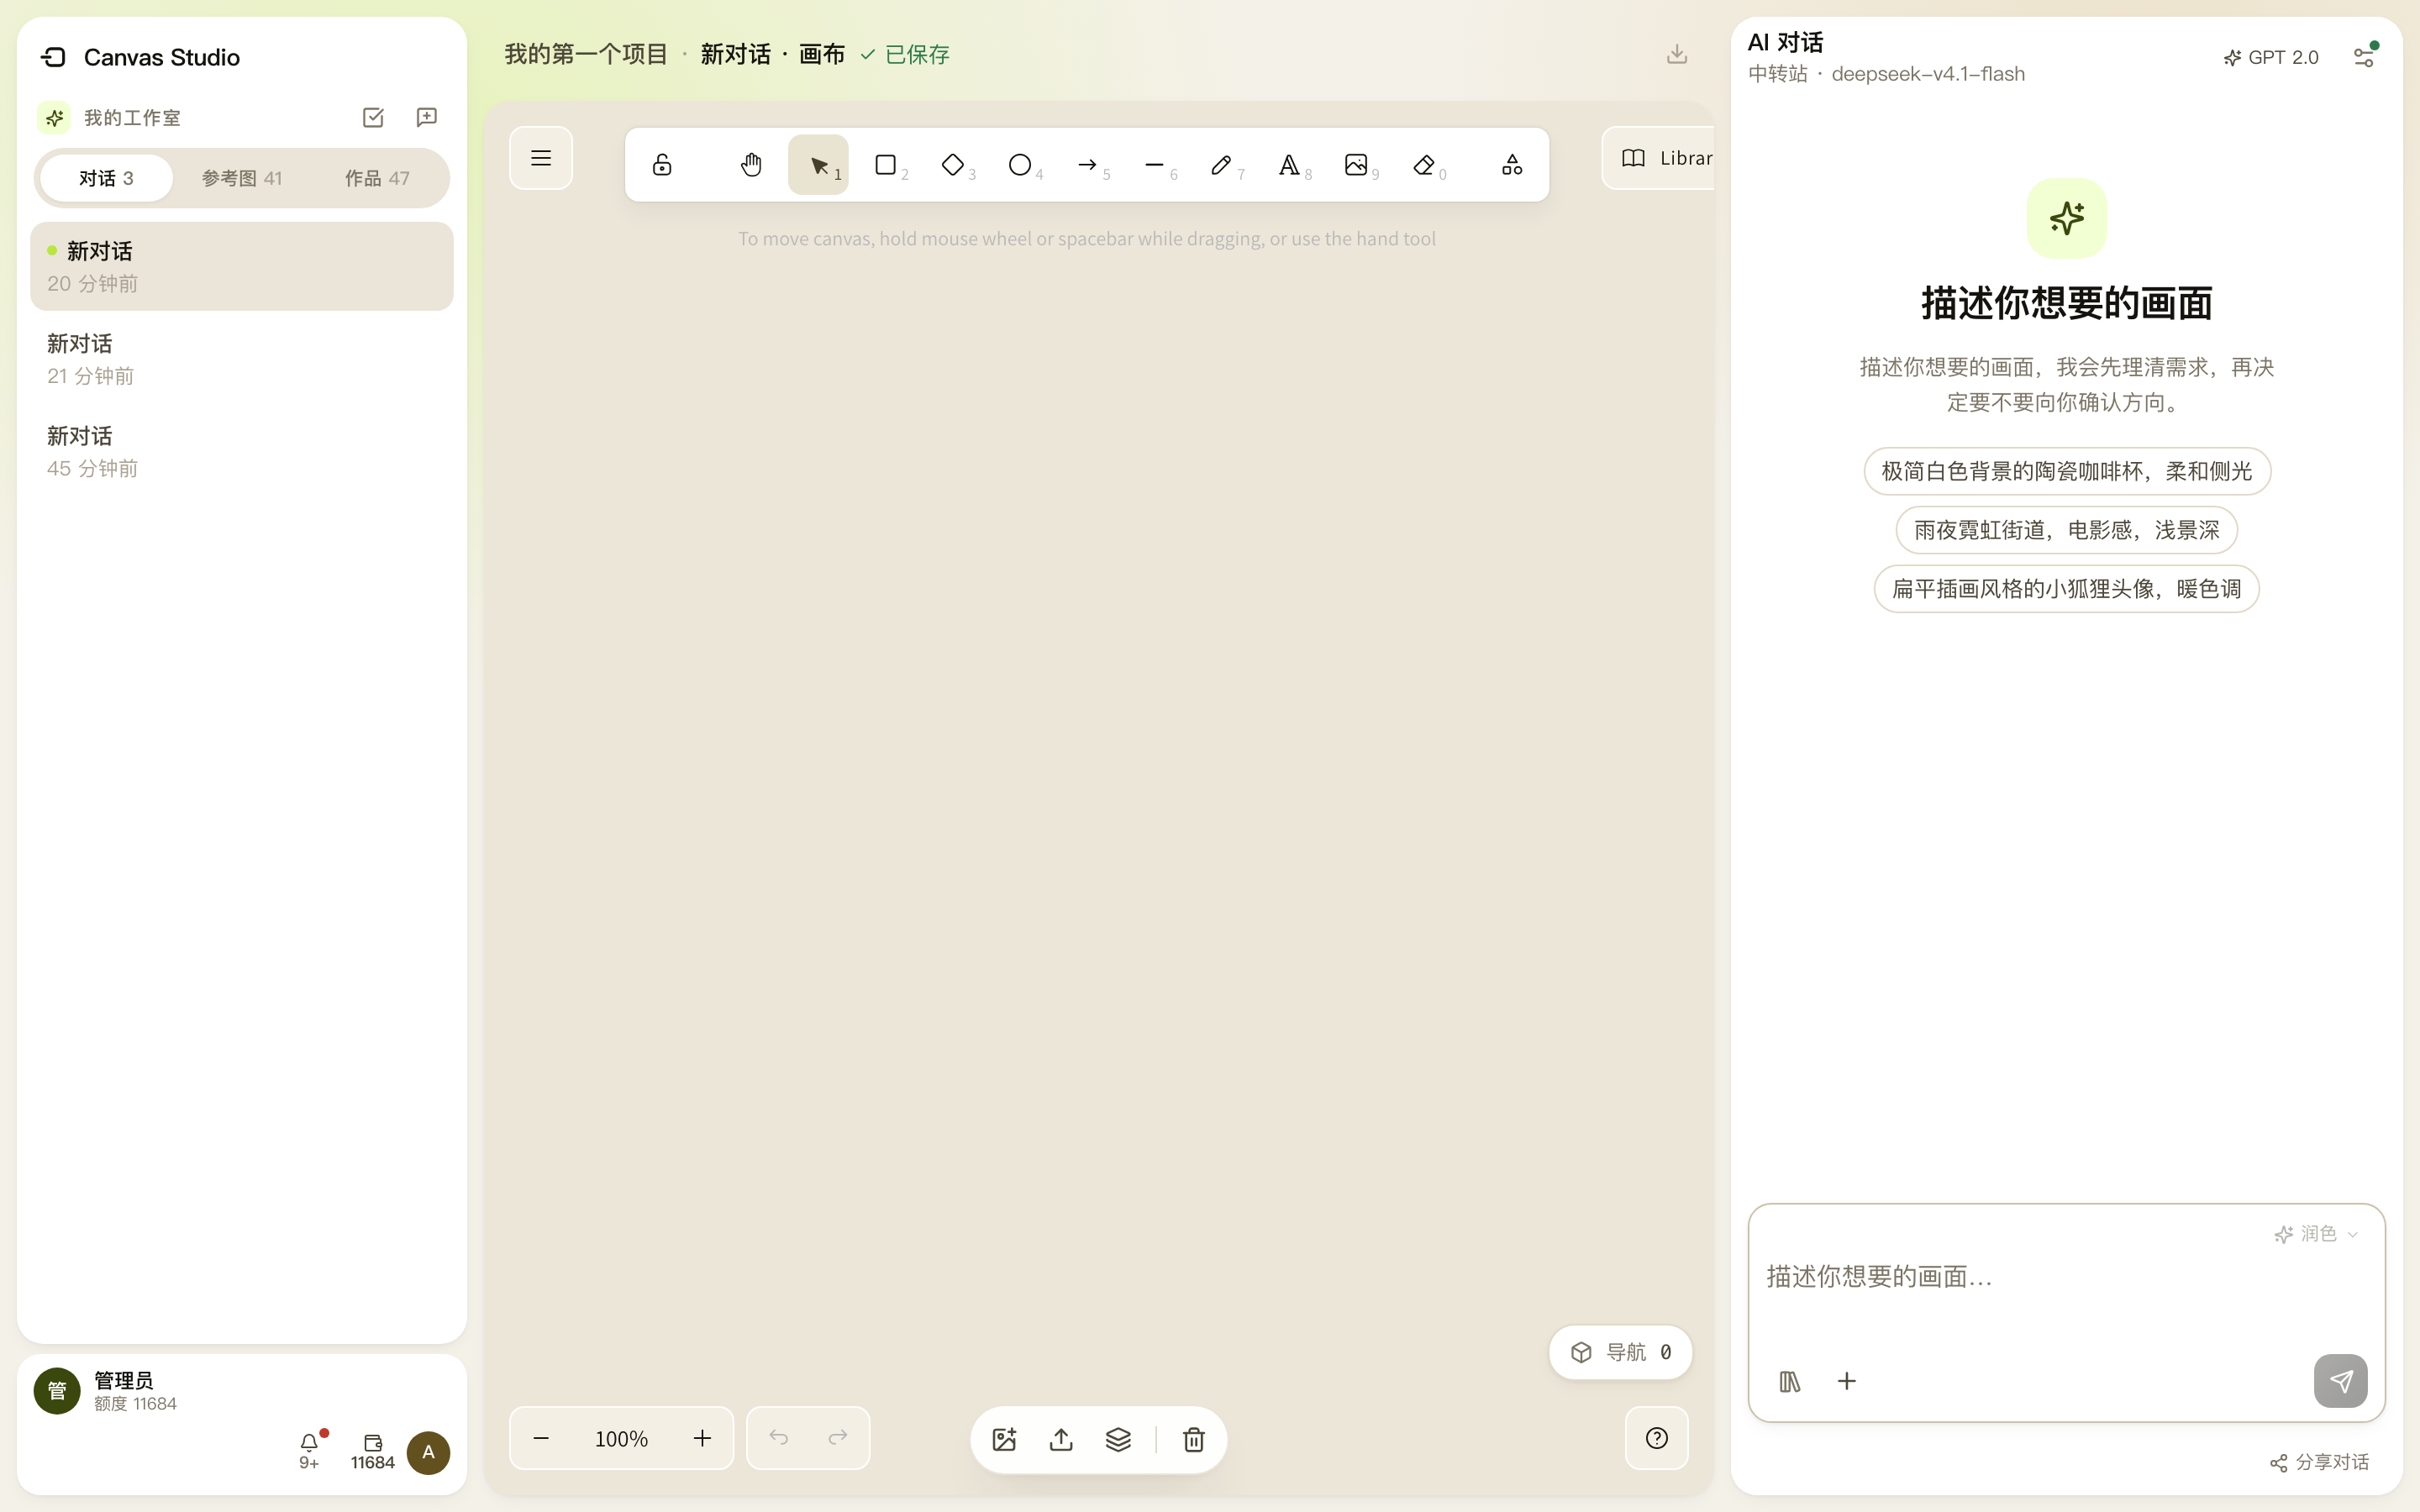 Canvas Studio
我的工作室
对话 3
参考图 41
作品 47
新对话
20 分钟前
新对话
21 分钟前
新对话
45 分钟前
管 管理员
额度 11684
9+
11684
A
我的第一个项目 · 新对话 · 画布 已保存
1 2 3 4 5 6 7 8 9 0
Librar
To move canvas, hold mouse wheel or spacebar while dragging, or use the hand tool
导航 0
100%
AI 对话
中转站 · deepseek-v4.1-flash
GPT 2.0
描述你想要的画面
描述你想要的画面，我会先理清需求，再决
定要不要向你确认方向。
极简白色背景的陶瓷咖啡杯，柔和侧光
雨夜霓虹街道，电影感，浅景深
扁平插画风格的小狐狸头像，暖色调
润色
描述你想要的画面...
分享对话